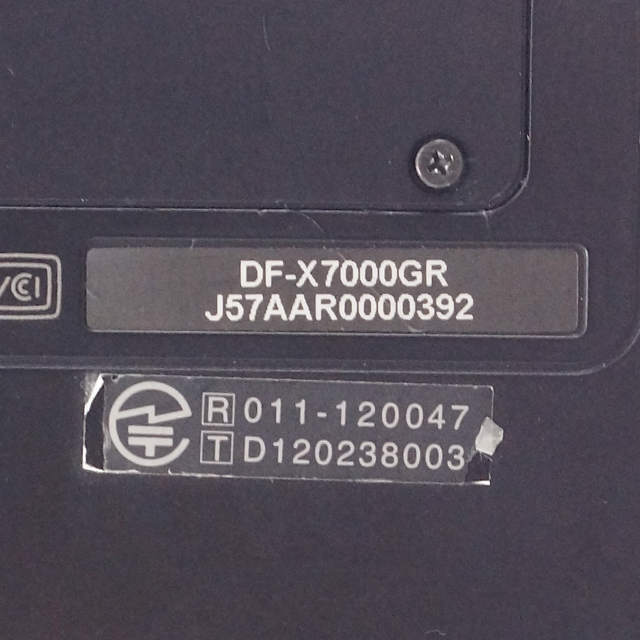 DF-X7000GR
J57AAR0000392
R 011-120047
T D120238003